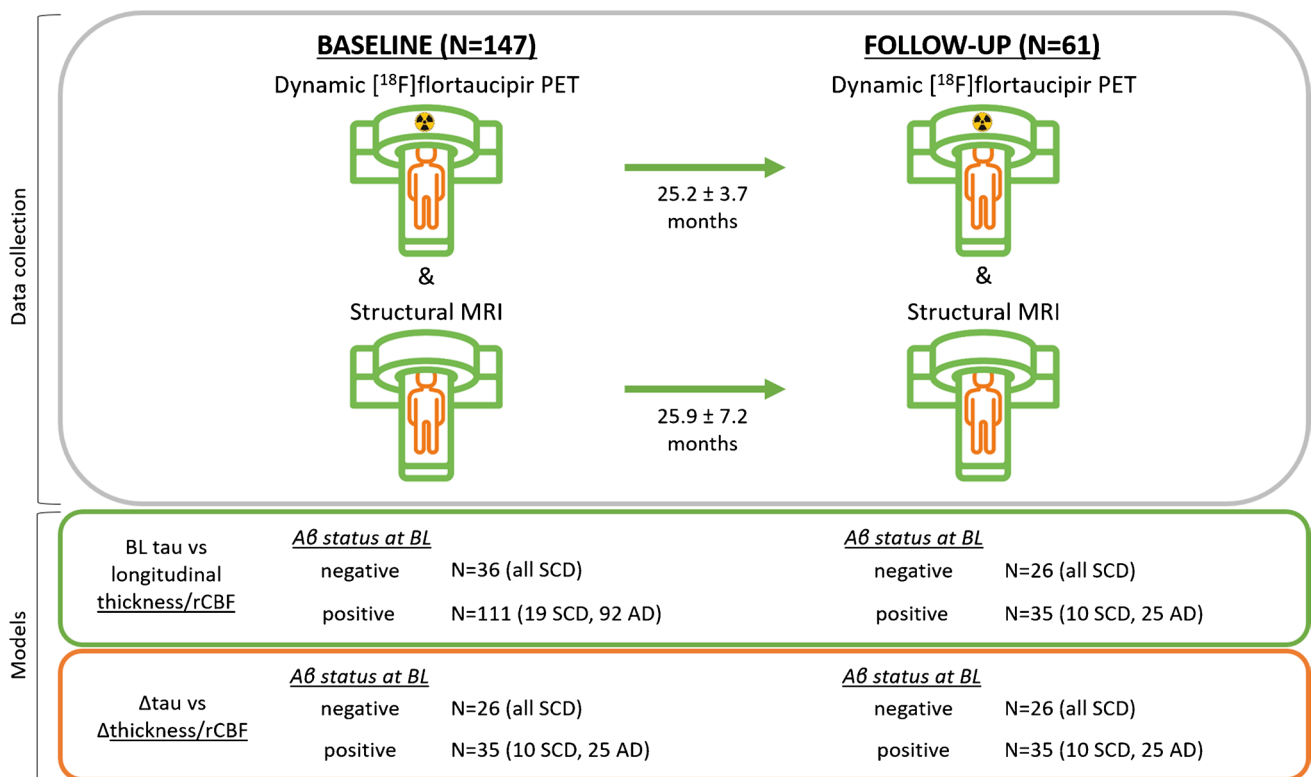 BASELINE (N=147)
FOLLOW-UP (N=61)
Dynamic [¹⁸F]flortaucipir PET
Dynamic [¹⁸F]flortaucipir PET
25.2 ± 3.7
months
&
&
Structural MRI
Structural MRI
25.9 ± 7.2
months
Data collection
Models
BL tau vs
longitudinal
thickness/rCBF
Aβ status at BL
negative N=36 (all SCD)
positive N=111 (19 SCD, 92 AD)
Aβ status at BL
negative N=26 (all SCD)
positive N=35 (10 SCD, 25 AD)
Δtau vs
Δthickness/rCBF
Aβ status at BL
negative N=26 (all SCD)
positive N=35 (10 SCD, 25 AD)
Aβ status at BL
negative N=26 (all SCD)
positive N=35 (10 SCD, 25 AD)